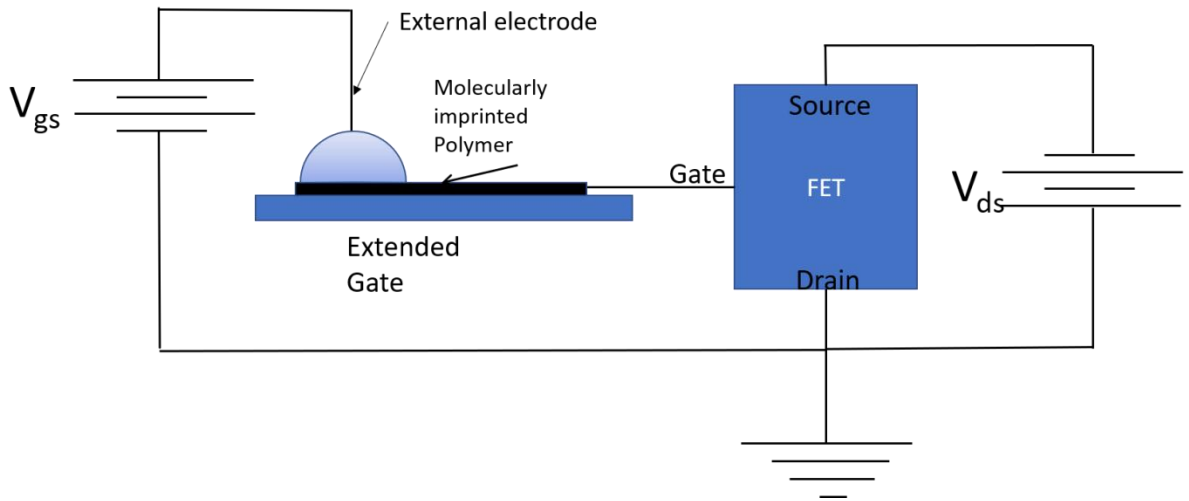 External electrode
Molecularly
imprinted
Polymer
Vgs
Source
Gate
FET
Vds
Drain
Extended
Gate